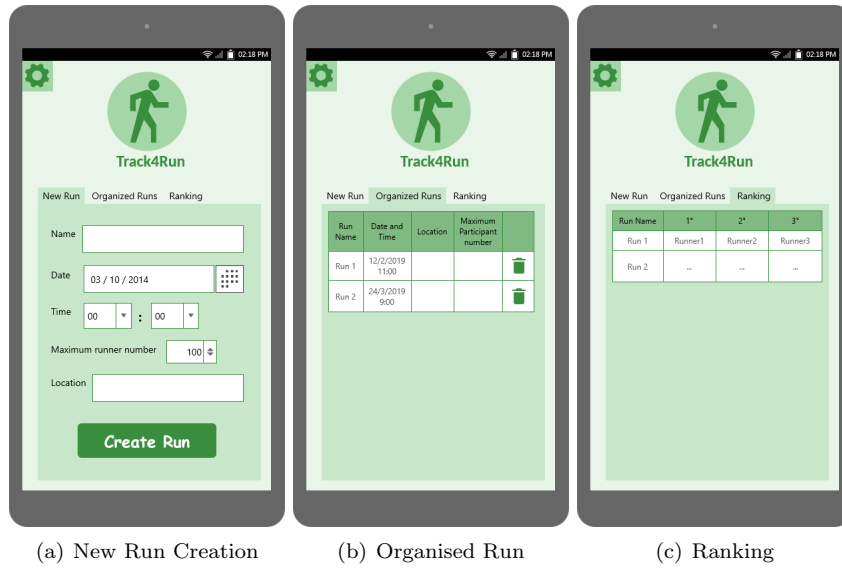 02:18 PM
Track4Run
New Run Organized Runs Ranking
Name
Date 03 / 10 / 2014
Time 00 : 00
Maximum runner number 100
Location
Create Run
(a) New Run Creation
02:18 PM
Track4Run
New Run Organized Runs Ranking
Run Name Date and Time Location Maximum Participant number
Run 1 12/2/2019 11:00
Run 2 24/3/2019 9:00
(b) Organised Run
02:18 PM
Track4Run
New Run Organized Runs Ranking
Run Name 1° 2° 3°
Run 1 Runner1 Runner2 Runner3
Run 2 ... ... ...
(c) Ranking